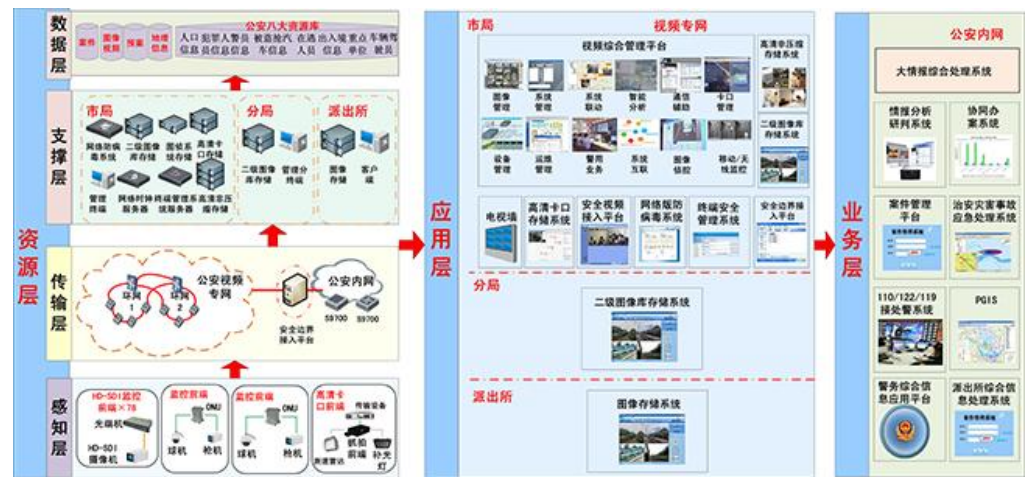 资源层
数据层
案件
图像
视频
预案
地理
信息
公安八大资源库
人口 犯罪人警员 被盗抢汽 在逃 出入境重点 车辆驾
信息 员信息信息 车信息 人员 信息 单位 驶员
支撑层
市局
网络防病
毒系统
二级图像
库存储
图侦系
统存储
高清卡
口存储
管理
终端
网络时钟
服务器
终端管理系
统服务器
高清非压
缩存储
分局
二级图像
库存储
管理分
终端
派出所
图像
存储
客户
端
传输层
环网
1
环网
2
公安视频
专网
安全边界
接入平台
公安内网
S9700
S9700
感知层
HD-SDI监控
前端×78
光端机
HD-SDI
摄像机
监控前端
ONU
球机
枪机
监控前端
ONU
球机
枪机
高清卡
口前端
传输设备
测速雷达
抓拍
前端
补光
灯
应用层
市局
视频专网
视频综合管理平台
图像
管理
系统
管理
系统
联动
智能
分析
通信
辅助
卡口
管理
设备
管理
运维
管理
警用
业务
系统
互联
图像
侦控
移动/无
线监控
高清非压缩
存储系统
二级图像库
存储系统
电视墙
高清卡口
存储系统
安全视频
接入平台
网络版防
病毒系统
终端安全
管理系统
安全边界接
入平台
分局
二级图像库存储系统
派出所
图像存储系统
业务层
公安内网
大情报综合处理系统
情报分析
研判系统
协同办
案系统
案件管理
平台
治安灾害事故
应急处理系统
110/122/119
接处警系统
PGIS
警务综合信
息应用平台
派出所综合信
息处理系统